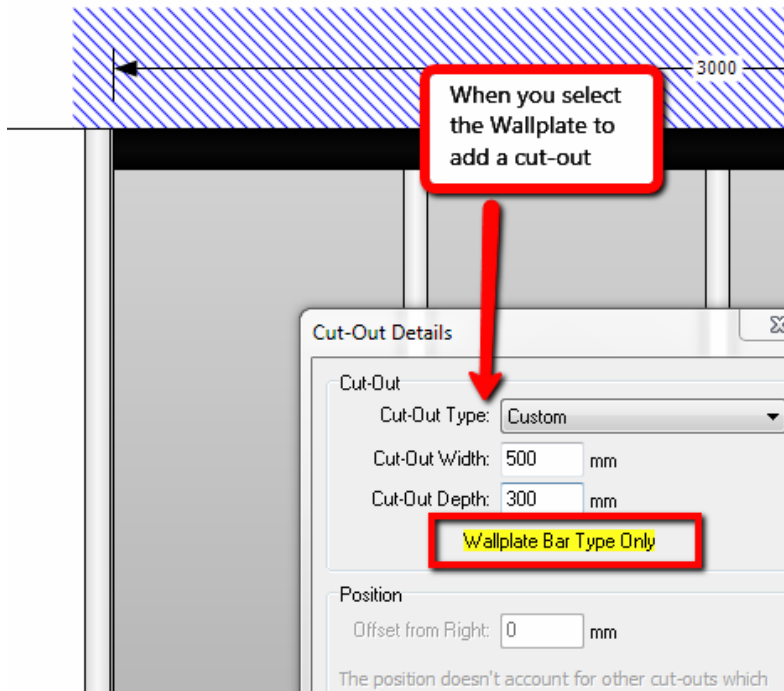 3000
When you select
the Wallplate to
add a cut-out
Cut-Out Details
Cut-Out
Cut-Out Type: Custom
Cut-Out Width: 500 mm
Cut-Out Depth: 300 mm
Wallplate Bar Type Only
Position
Offset from Right: 0 mm
The position doesn't account for other cut-outs which